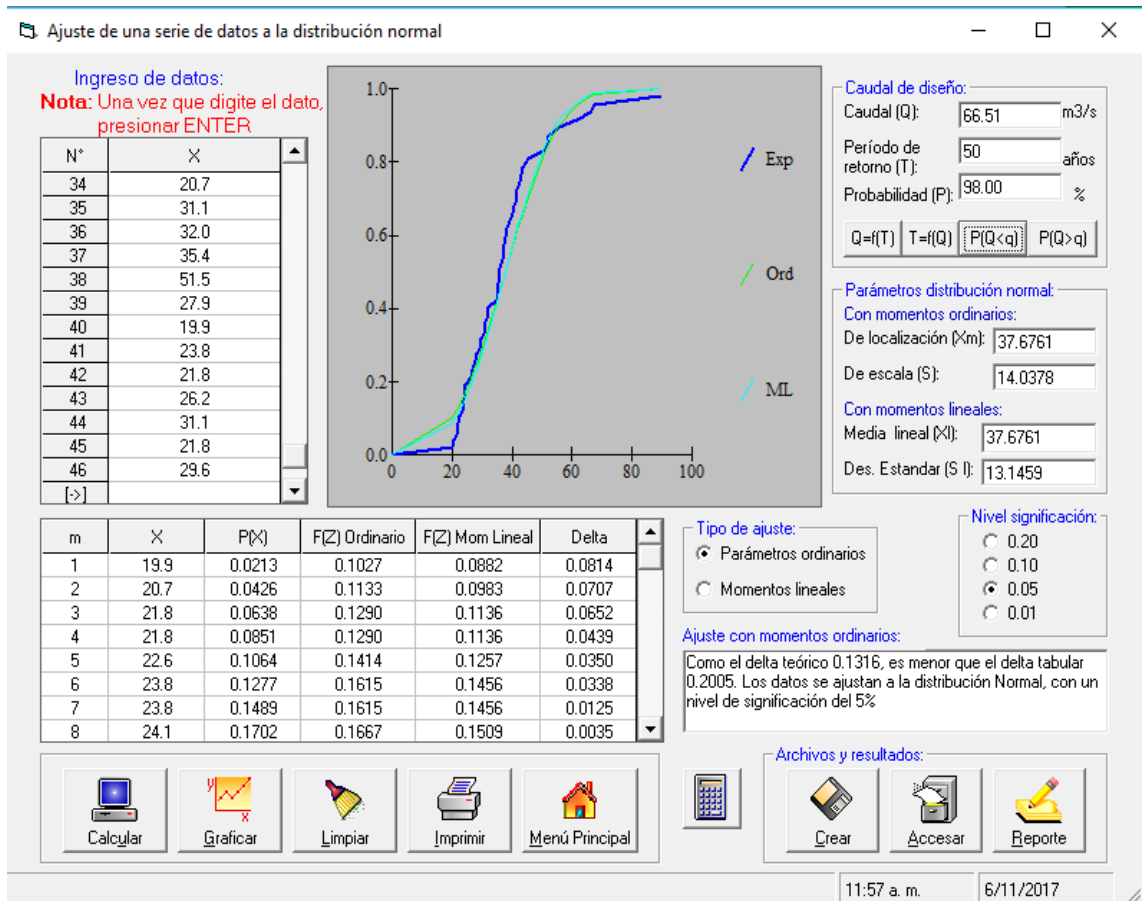 Ajuste de una serie de datos a la distribución normal
Ingreso de datos:
Nota: Una vez que digite el dato,
presionar ENTER
N° X
34 20.7
35 31.1
36 32.0
37 35.4
38 51.5
39 27.9
40 19.9
41 23.8
42 21.8
43 26.2
44 31.1
45 21.8
46 29.6
[->]
1.0
0.8
0.6
0.4
0.2
0.0
0 20 40 60 80 100
Exp
Ord
ML
Caudal de diseño:
Caudal (Q): 66.51 m3/s
Período de
retorno (T): 50 años
Probabilidad (P): 98.00 %
Q=f(T) T=f(Q) P(Q<q) P(Q>q)
Parámetros distribución normal:
Con momentos ordinarios:
De localización (Xm): 37.6761
De escala (S): 14.0378
Con momentos lineales:
Media lineal (Xl): 37.6761
Des. Estandar (S l): 13.1459
m X P(X) F(Z) Ordinario F(Z) Mom Lineal Delta
1 19.9 0.0213 0.1027 0.0882 0.0814
2 20.7 0.0426 0.1133 0.0983 0.0707
3 21.8 0.0638 0.1290 0.1136 0.0652
4 21.8 0.0851 0.1290 0.1136 0.0439
5 22.6 0.1064 0.1414 0.1257 0.0350
6 23.8 0.1277 0.1615 0.1456 0.0338
7 23.8 0.1489 0.1615 0.1456 0.0125
8 24.1 0.1702 0.1667 0.1509 0.0035
Tipo de ajuste:
Parámetros ordinarios
Momentos lineales
Nivel significación:
0.20
0.10
0.05
0.01
Ajuste con momentos ordinarios:
Como el delta teórico 0.1316, es menor que el delta tabular
0.2005. Los datos se ajustan a la distribución Normal, con un
nivel de significación del 5%
Calcular Graficar Limpiar Imprimir Menú Principal
Archivos y resultados:
Crear Accesar Reporte
11:57 a. m. 6/11/2017